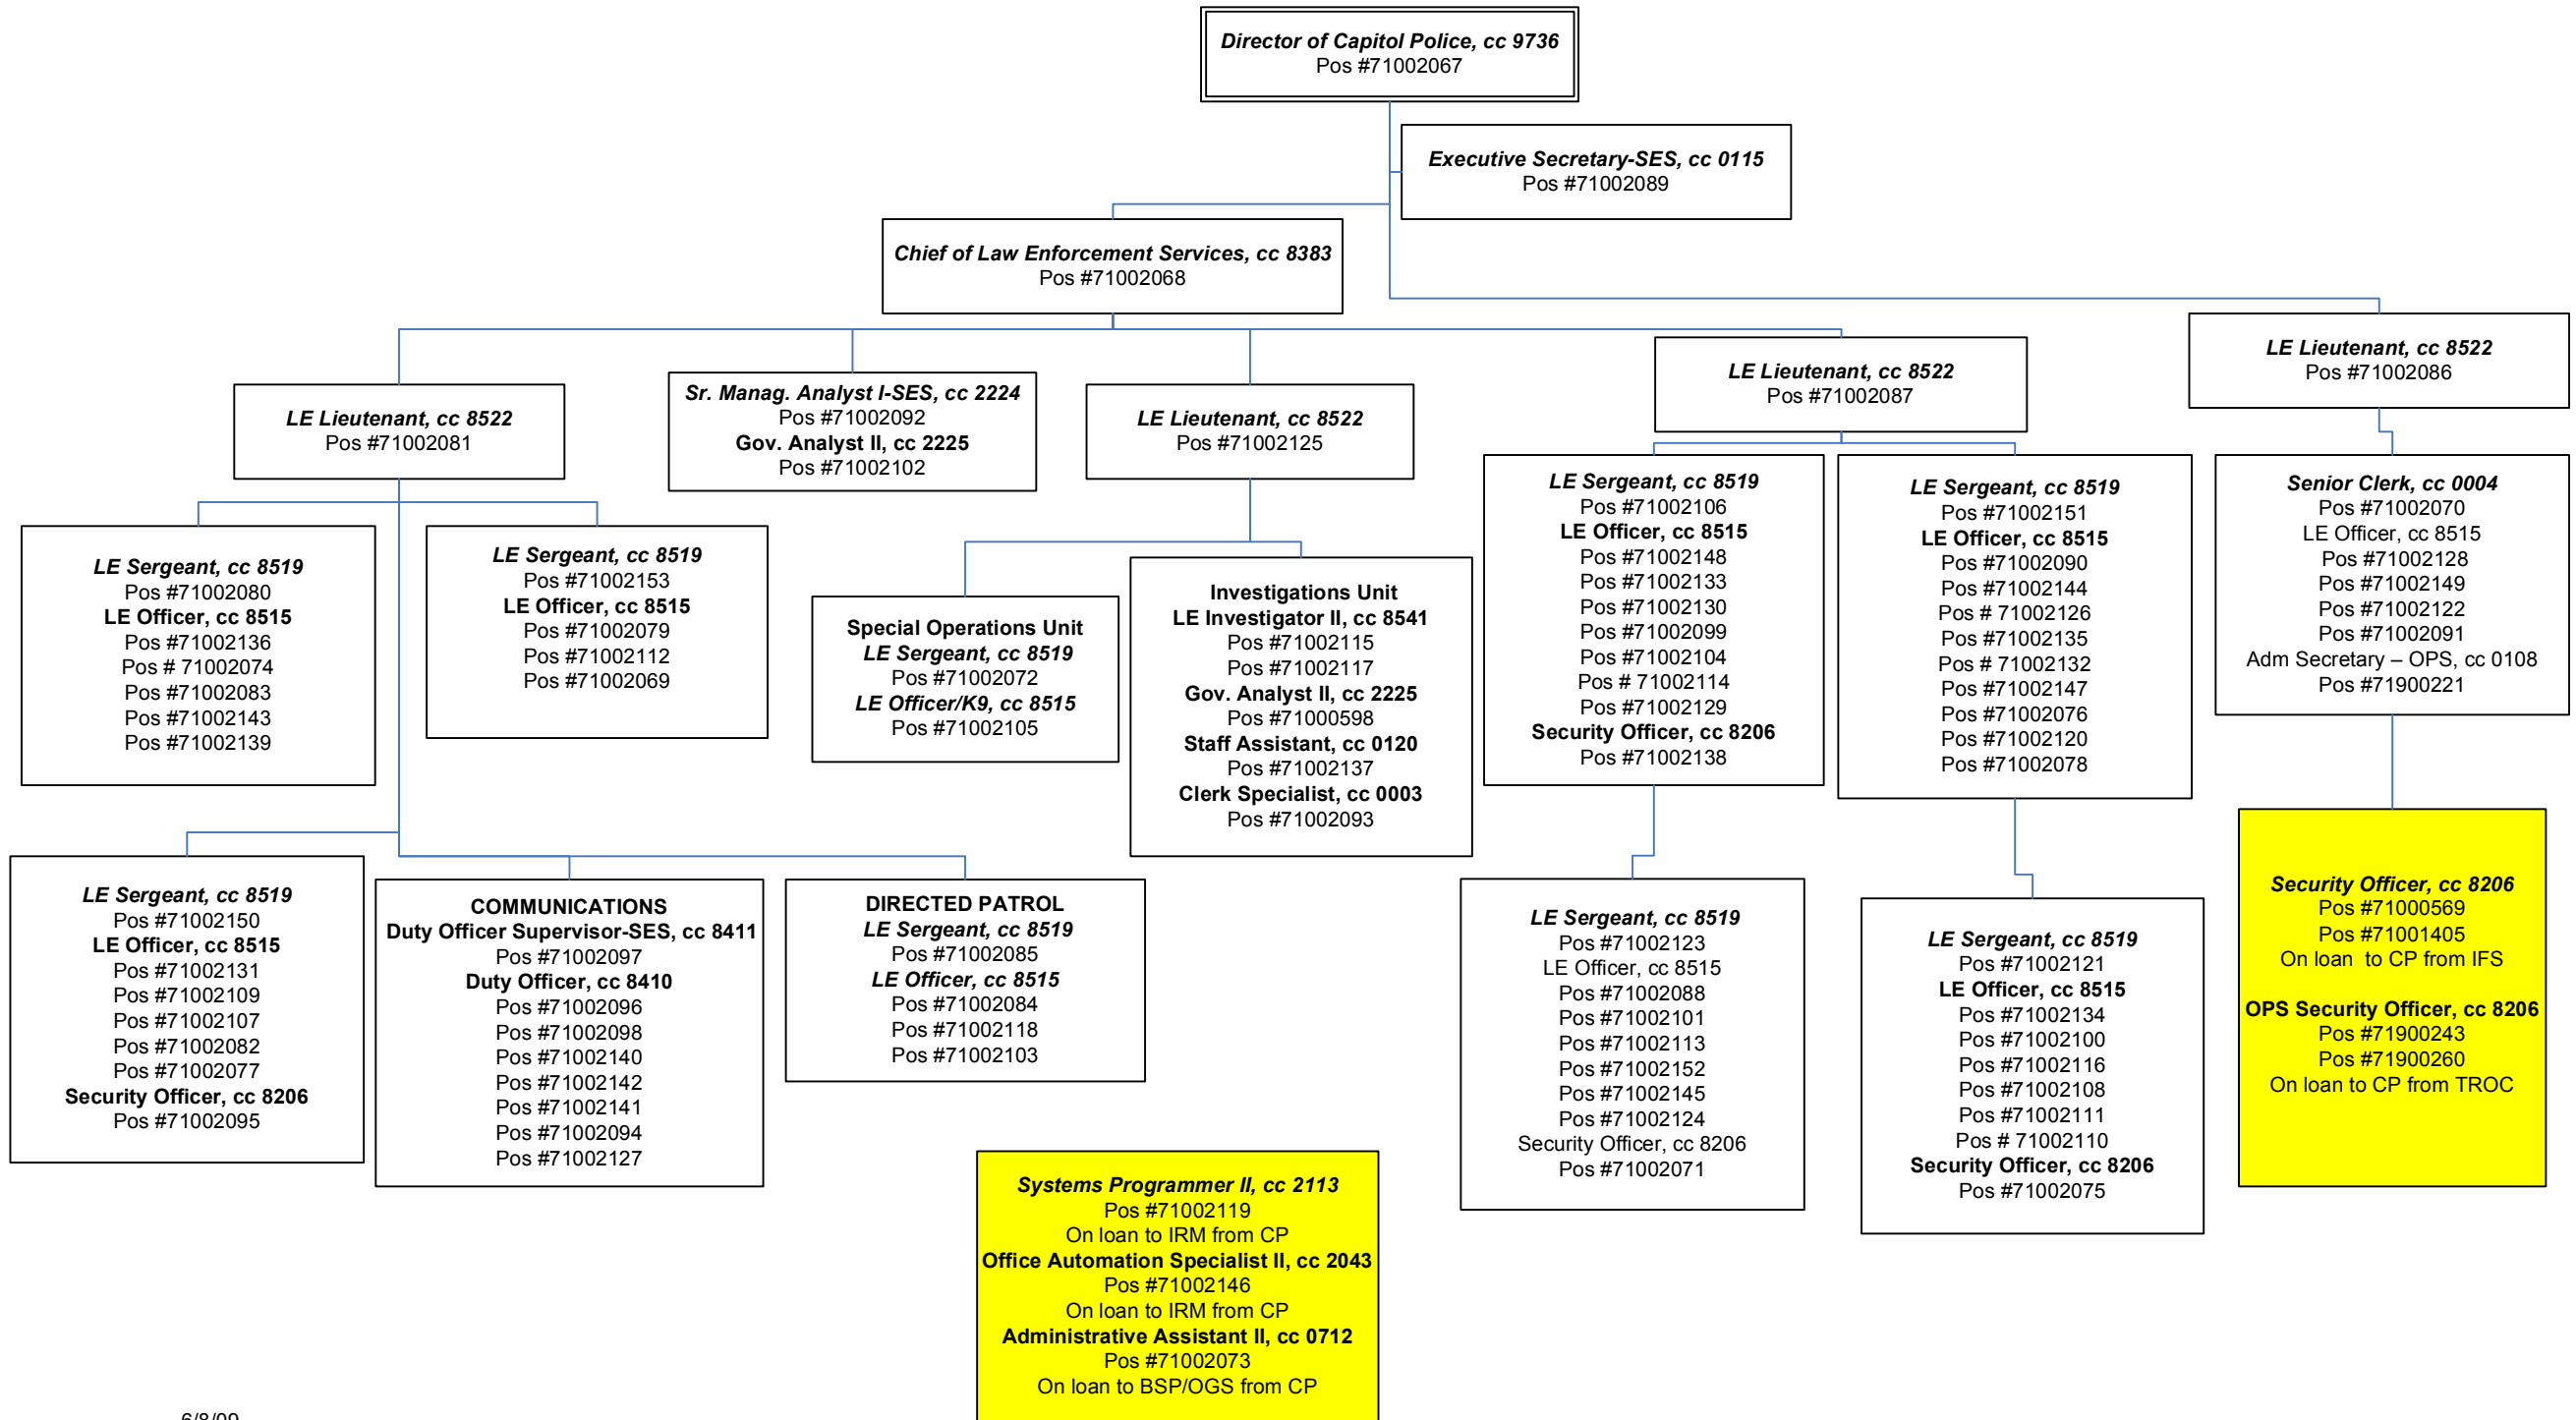 Director of Capitol Police, cc 9736
Pos #71002067
Executive Secretary-SES, cc 0115
Pos #71002089
Chief of Law Enforcement Services, cc 8383
Pos #71002068
LE Lieutenant, cc 8522
Pos #71002081
Sr. Manag. Analyst I-SES, cc 2224
Pos #71002092
Gov. Analyst II, cc 2225
Pos #71002102
LE Lieutenant, cc 8522
Pos #71002125
LE Lieutenant, cc 8522
Pos #71002087
LE Lieutenant, cc 8522
Pos #71002086
LE Sergeant, cc 8519
Pos #71002080
LE Officer, cc 8515
Pos #71002136
Pos # 71002074
Pos #71002083
Pos #71002143
Pos #71002139
LE Sergeant, cc 8519
Pos #71002153
LE Officer, cc 8515
Pos #71002079
Pos #71002112
Pos #71002069
Special Operations Unit
LE Sergeant, cc 8519
Pos #71002072
LE Officer/K9, cc 8515
Pos #71002105
Investigations Unit
LE Investigator II, cc 8541
Pos #71002115
Pos #71002117
Gov. Analyst II, cc 2225
Pos #71000598
Staff Assistant, cc 0120
Pos #71002137
Clerk Specialist, cc 0003
Pos #71002093
LE Sergeant, cc 8519
Pos #71002106
LE Officer, cc 8515
Pos #71002148
Pos #71002133
Pos #71002130
Pos #71002099
Pos #71002104
Pos # 71002114
Pos #71002129
Security Officer, cc 8206
Pos #71002138
LE Sergeant, cc 8519
Pos #71002151
LE Officer, cc 8515
Pos #71002090
Pos #71002144
Pos # 71002126
Pos #71002135
Pos # 71002132
Pos #71002147
Pos #71002076
Pos #71002120
Pos #71002078
Senior Clerk, cc 0004
Pos #71002070
LE Officer, cc 8515
Pos #71002128
Pos #71002149
Pos #71002122
Pos #71002091
Adm Secretary – OPS, cc 0108
Pos #71900221
LE Sergeant, cc 8519
Pos #71002150
LE Officer, cc 8515
Pos #71002131
Pos #71002109
Pos #71002107
Pos #71002082
Pos #71002077
Security Officer, cc 8206
Pos #71002095
COMMUNICATIONS
Duty Officer Supervisor-SES, cc 8411
Pos #71002097
Duty Officer, cc 8410
Pos #71002096
Pos #71002098
Pos #71002140
Pos #71002142
Pos #71002141
Pos #71002094
Pos #71002127
DIRECTED PATROL
LE Sergeant, cc 8519
Pos #71002085
LE Officer, cc 8515
Pos #71002084
Pos #71002118
Pos #71002103
LE Sergeant, cc 8519
Pos #71002123
LE Officer, cc 8515
Pos #71002088
Pos #71002101
Pos #71002113
Pos #71002152
Pos #71002145
Pos #71002124
Security Officer, cc 8206
Pos #71002071
LE Sergeant, cc 8519
Pos #71002121
LE Officer, cc 8515
Pos #71002134
Pos #71002100
Pos #71002116
Pos #71002108
Pos #71002111
Pos # 71002110
Security Officer, cc 8206
Pos #71002075
Security Officer, cc 8206
Pos #71000569
Pos #71001405
On loan to CP from IFS
OPS Security Officer, cc 8206
Pos #71900243
Pos #71900260
On loan to CP from TROC
Systems Programmer II, cc 2113
Pos #71002119
On loan to IRM from CP
Office Automation Specialist II, cc 2043
Pos #71002146
On loan to IRM from CP
Administrative Assistant II, cc 0712
Pos #71002073
On loan to BSP/OGS from CP
6/8/09